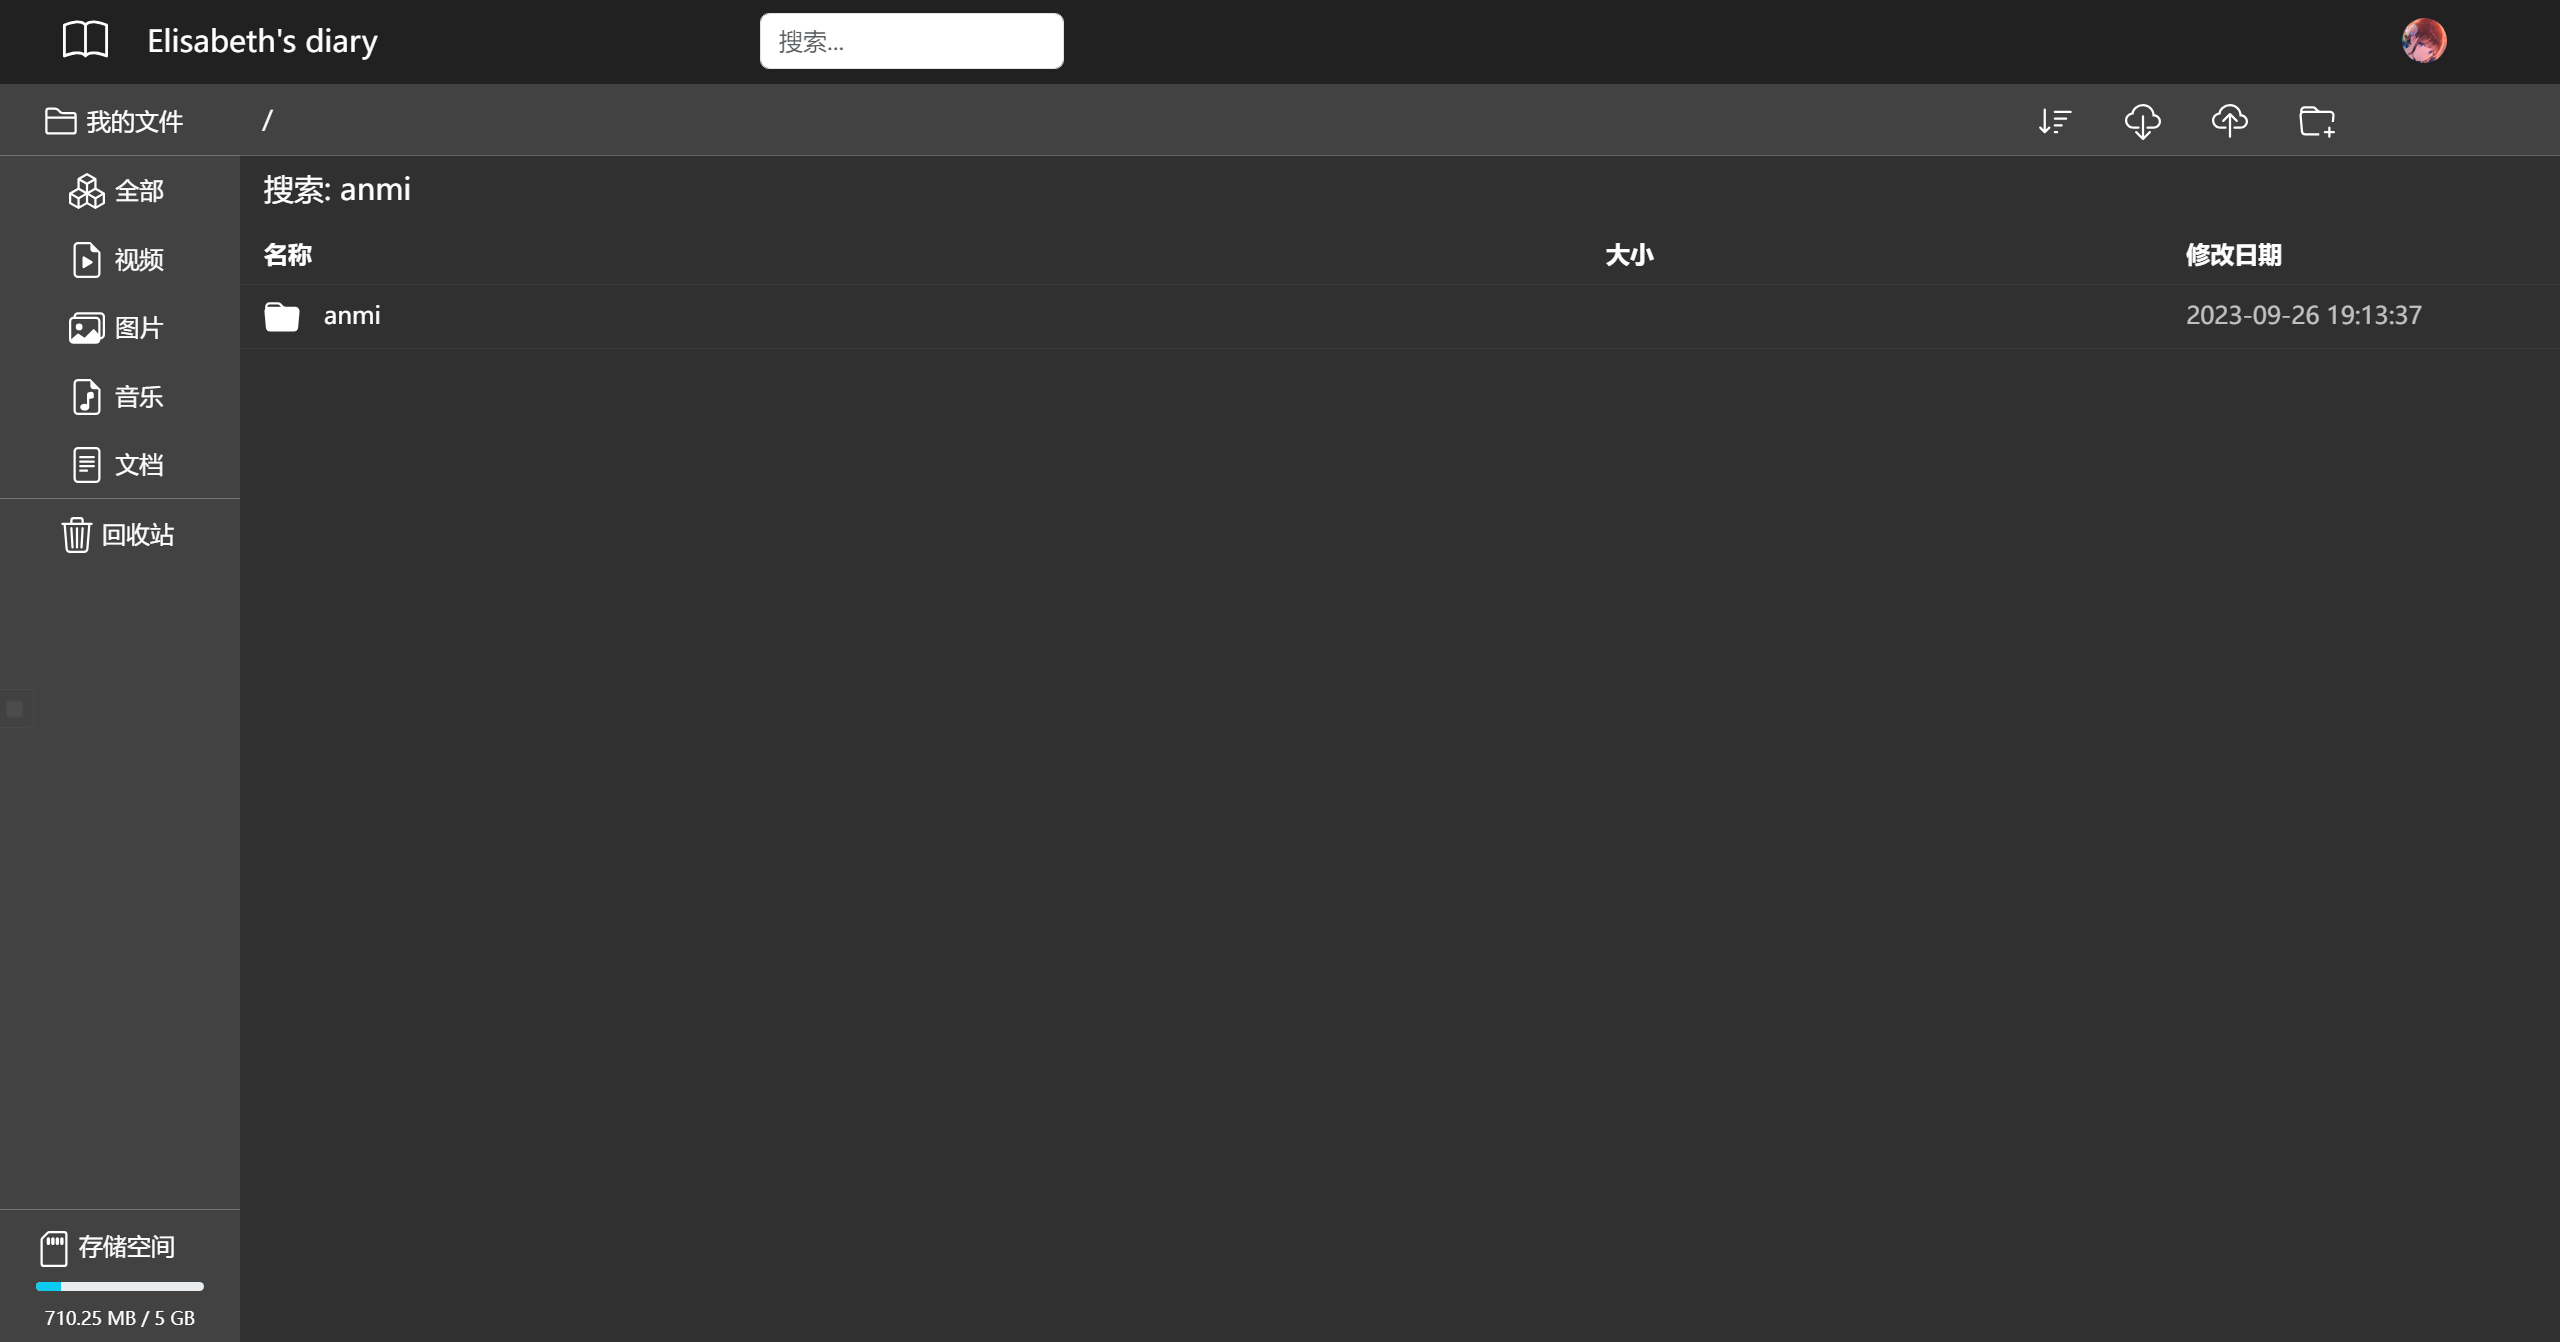 Elisabeth's diary
搜索...
我的文件
/
全部
视频
图片
音乐
文档
回收站
搜索: anmi
名称 大小 修改日期
anmi 2023-09-26 19:13:37
存储空间
710.25 MB / 5 GB